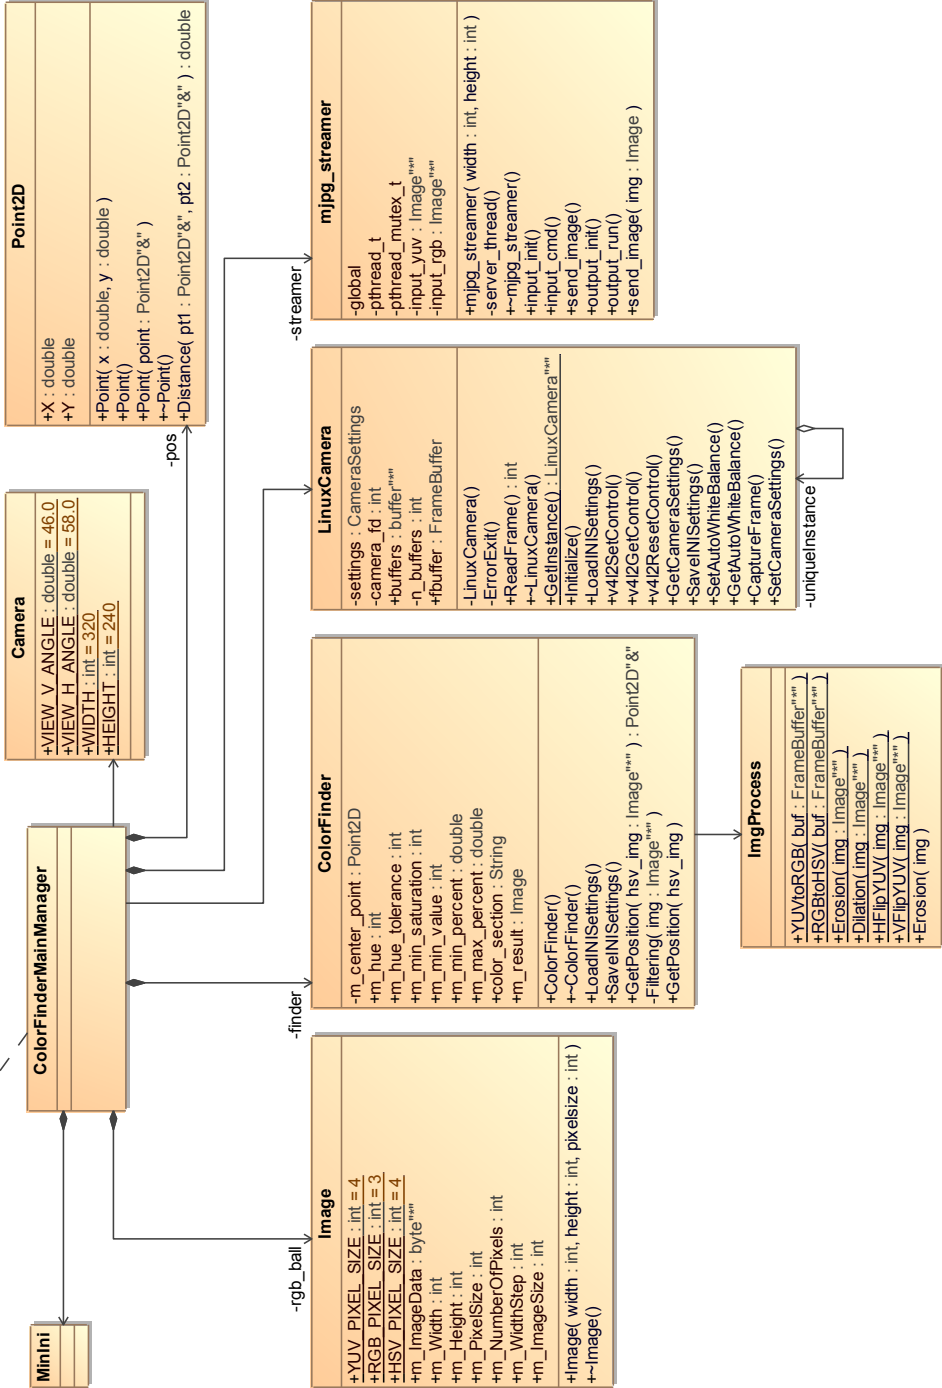 MinIni
ColorFinderMainManager
Camera
+VIEW_V_ANGLE : double = 46.0
+VIEW_H_ANGLE : double = 58.0
+WIDTH : int = 320
+HEIGHT : int = 240
Point2D
+X : double
+Y : double
+Point( x : double, y : double )
+Point()
+Point( point : Point2D"&" )
+~Point()
+Distance( pt1 : Point2D"&", pt2 : Point2D"&" ) : double
-pos
-rgb_ball
-finder
-streamer
Image
+YUV_PIXEL_SIZE : int = 4
+RGB_PIXEL_SIZE : int = 3
+HSV_PIXEL_SIZE : int = 4
+m_ImageData : byte"*"
+m_Width : int
+m_Height : int
+m_PixelSize : int
+m_NumberOfPixels : int
+m_WidthStep : int
+m_ImageSize : int
+Image( width : int, height : int, pixelsize : int )
+~Image()
ColorFinder
-m_center_point : Point2D
+m_hue : int
+m_hue_tolerance : int
+m_min_saturation : int
+m_min_value : int
+m_min_percent : double
+m_max_percent : double
+color_section : String
+m_result : Image
+ColorFinder()
+~ColorFinder()
+LoadINISettings()
+SaveINISettings()
+GetPosition( hsv_img : Image"*" ) : Point2D"&"
-Filtering( img : Image"*" )
+GetPosition( hsv_img )
LinuxCamera
-settings : CameraSettings
-camera_fd : int
+buffers : buffer"*"
-n_buffers : int
+fbuffer : FrameBuffer
-LinuxCamera()
-ErrorExit()
+ReadFrame() : int
+~LinuxCamera()
+GetInstance() : LinuxCamera"*"
+Initialize()
+LoadINISettings()
+v4l2SetControl()
+v4l2GetControl()
+v4l2ResetControl()
+GetCameraSettings()
+SaveINISettings()
+SetAutoWhiteBalance()
+GetAutoWhiteBalance()
+CaptureFrame()
+SetCameraSettings()
-uniqueInstance
mjpg_streamer
-global
-pthread_t
-pthread_mutex_t
-input_yuv : Image"*"
-input_rgb : Image"*"
+mjpg_streamer( width : int, height : int )
-server_thread()
+~mjpg_streamer()
+input_init()
+input_cmd()
+send_image()
+output_init()
+output_run()
+send_image( img : Image )
ImgProcess
+YUVtoRGB( buf : FrameBuffer"*" )
+RGBtoHSV( buf : FrameBuffer"*" )
+Erosion( img : Image"*" )
+Dilation( img : Image"*" )
+HFlipYUV( img : Image"*" )
+VFlipYUV( img : Image"*" )
+Erosion( img )